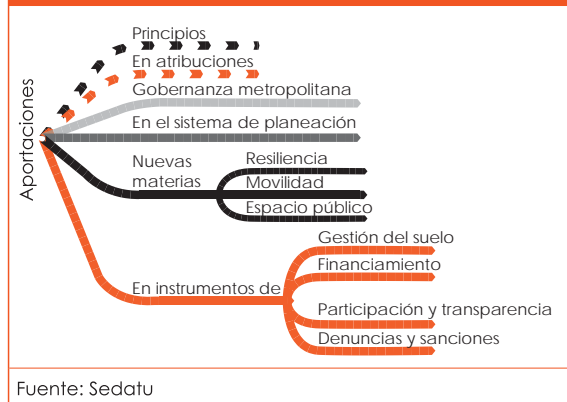 Aportaciones
Principios
En atribuciones
Gobernanza metropolitana
En el sistema de planeación
Nuevas
materias
Resiliencia
Movilidad
Espacio público
En instrumentos de
Gestión del suelo
Financiamiento
Participación y transparencia
Denuncias y sanciones
Fuente: Sedatu